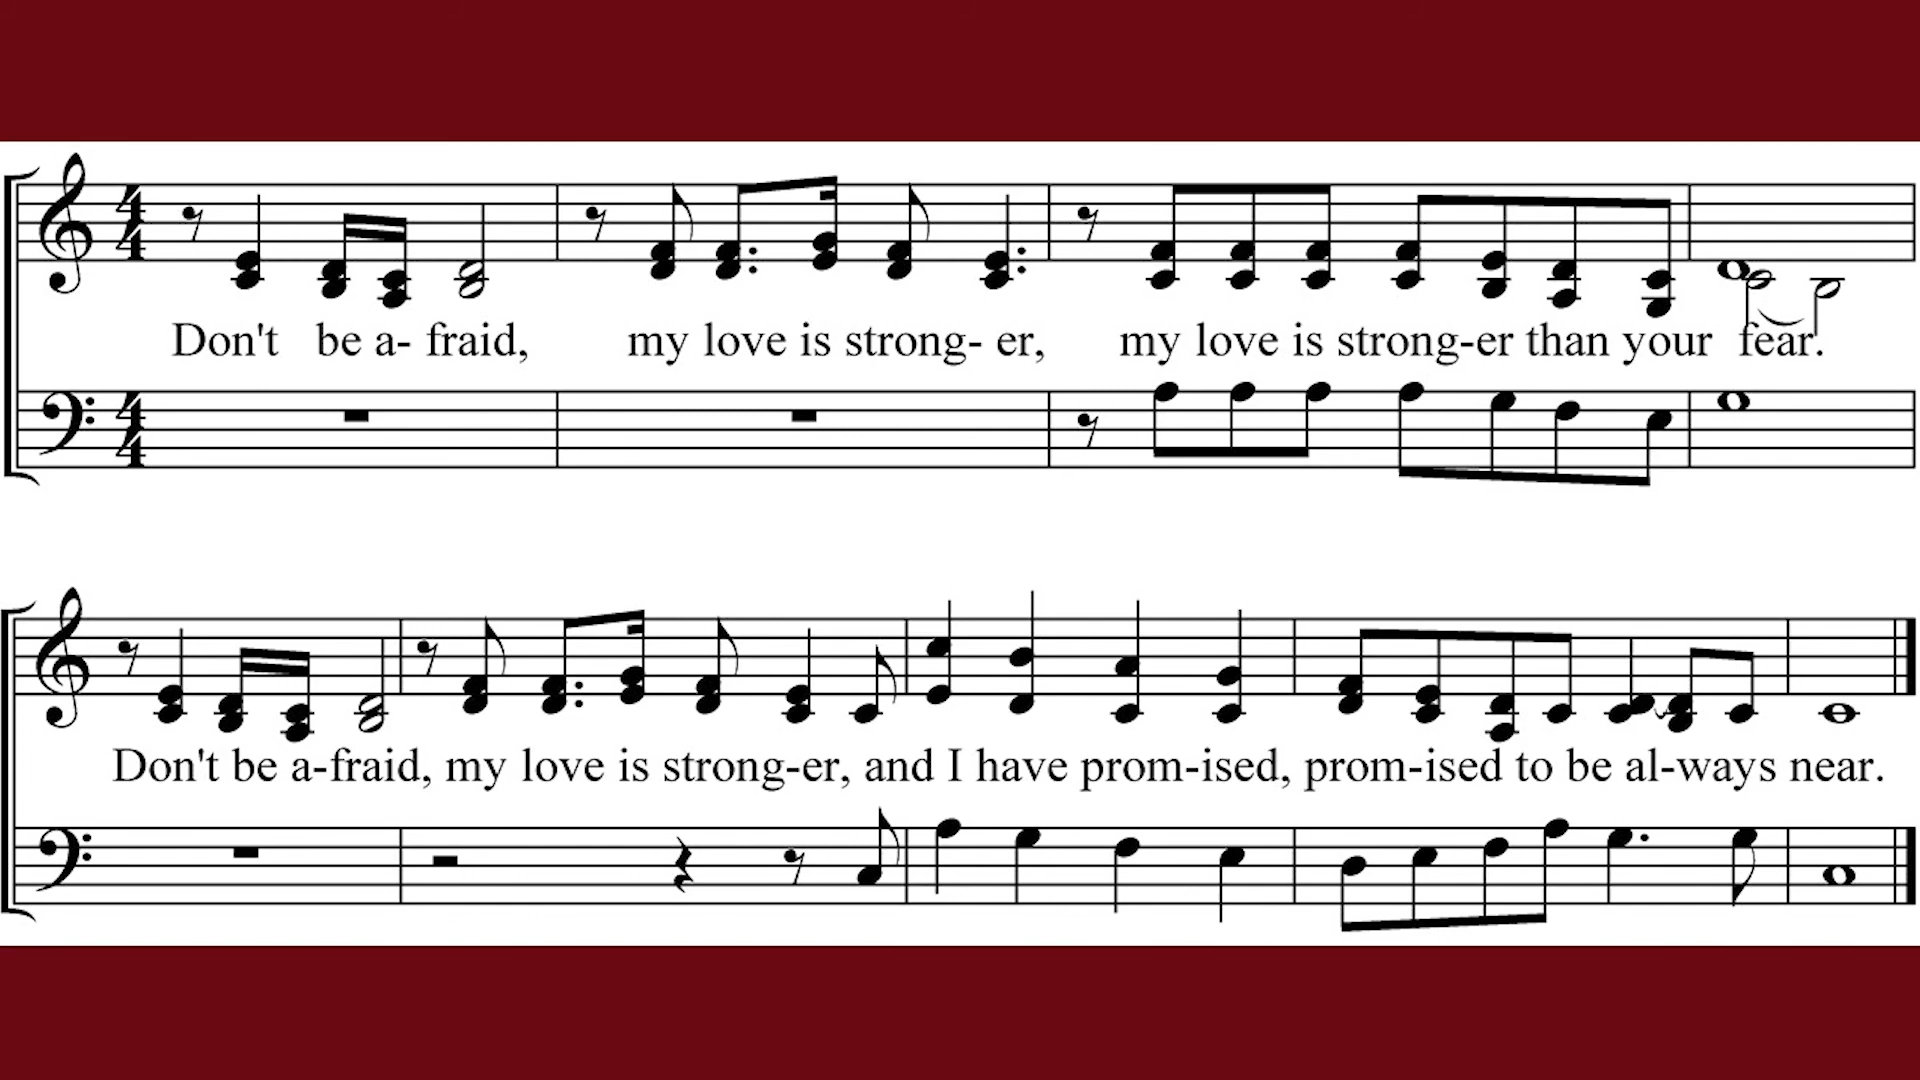 Don't be a- fraid, my love is strong- er, my love is strong-er than your fear.
Don't be a-fraid, my love is strong-er, and I have prom-ised, prom-ised to be al-ways near.